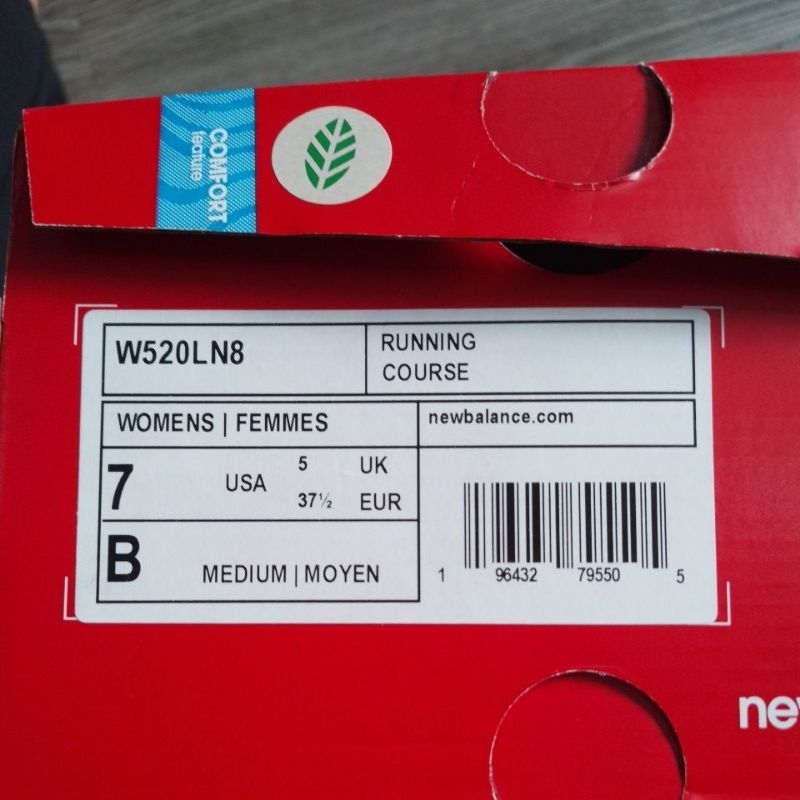 COMFORT
feature
W520LN8
RUNNING
COURSE
WOMENS | FEMMES
newbalance.com
7 USA 5 UK
37½ EUR
B MEDIUM | MOYEN
1 96432 79550 5
new